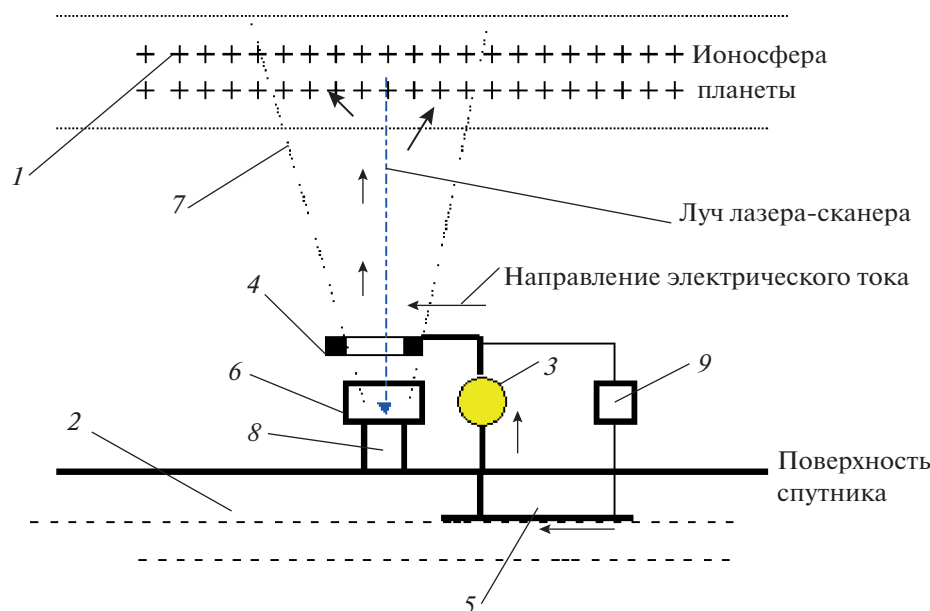 Ионосфера
планеты
1
7
Луч лазера-сканера
4
Направление электрического тока
6
3
9
2
8
Поверхность
спутника
5